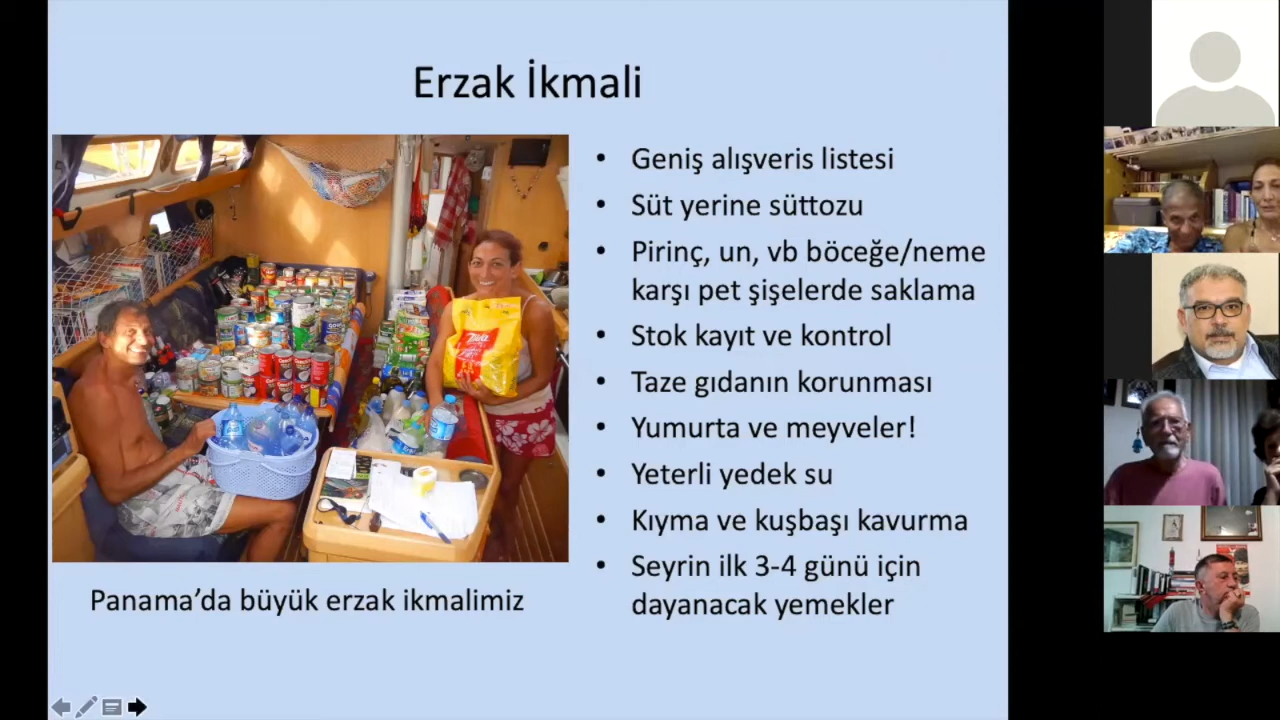 Erzak İkmali
• Geniş alışveris listesi
• Süt yerine süttozu
• Pirinç, un, vb böceğe/neme
karşı pet şişelerde saklama
• Stok kayıt ve kontrol
• Taze gıdanın korunması
• Yumurta ve meyveler!
• Yeterli yedek su
• Kıyma ve kuşbaşı kavurma
• Seyrin ilk 3-4 günü için
dayanacak yemekler
Panama’da büyük erzak ikmalimiz